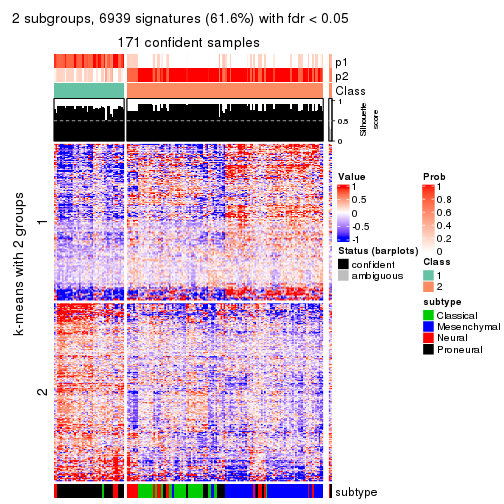 2 subgroups, 6939 signatures (61.6%) with fdr < 0.05
171 confident samples
p1
p2
Class
1
0.5
0
Silhouette
score
k-means with 2 groups
1
2
Value
1
0.5
0
-0.5
-1
Status (barplots)
confident
ambiguous
Prob
1
0.8
0.6
0.4
0.2
0
Class
1
2
subtype
Classical
Mesenchymal
Neural
Proneural
subtype